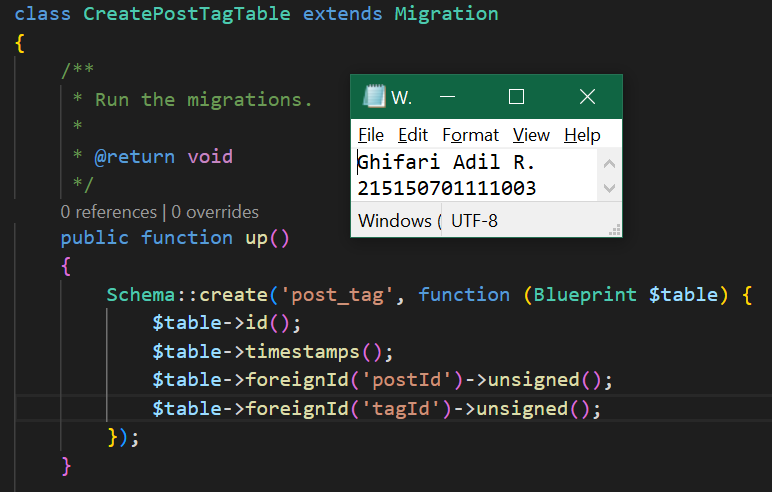 class CreatePostTagTable extends Migration
{
/**
* Run the migrations.
*
* @return void
*/
0 references | 0 overrides
public function up()
{
Schema::create('post_tag', function (Blueprint $table) {
$table->id();
$table->timestamps();
$table->foreignId('postId')->unsigned();
$table->foreignId('tagId')->unsigned();
});
}
W.
File Edit Format View Help
Ghifari Adil R.
215150701111003
Windows ( UTF-8